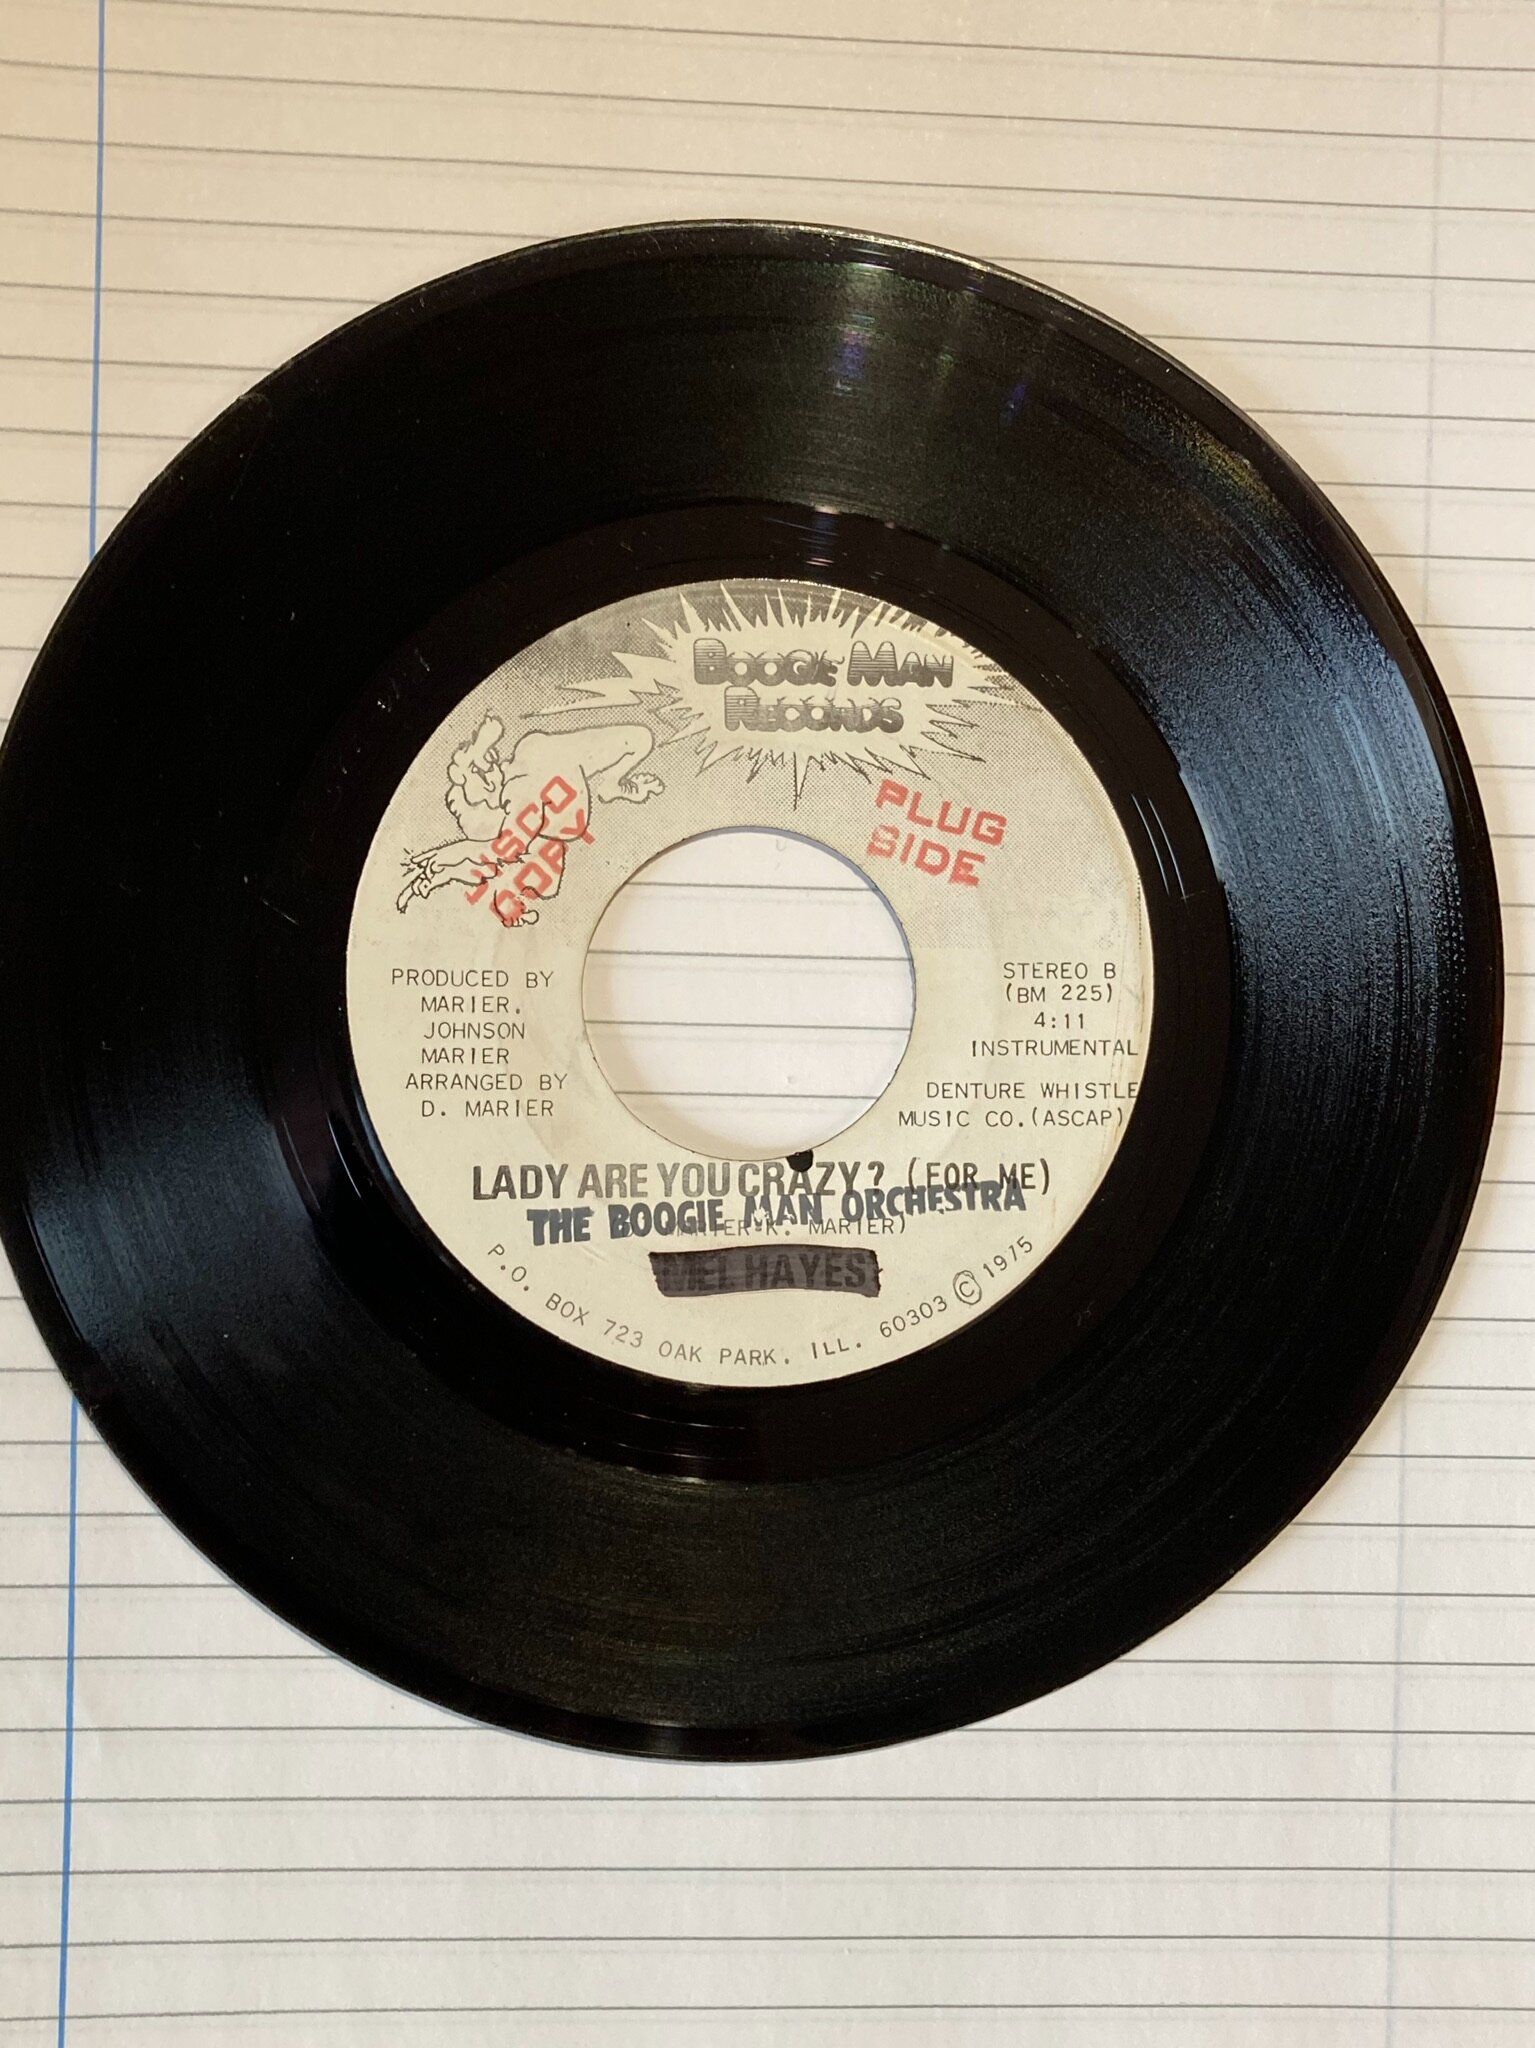 BOOGIE MAN
RECORDS
DISCO
COPY
PLUG
SIDE
PRODUCED BY
MARIER.
JOHNSON
MARIER
ARRANGED BY
D. MARIER
STEREO B
(BM 225)
4:11
INSTRUMENTAL
DENTURE WHISTLE
MUSIC CO.(ASCAP)
LADY ARE YOU CRAZY? (FOR ME)
THE BOOGIE MAN ORCHESTRA
MARIER-K. MARIER)
MEL HAYES
P.O. BOX 723 OAK PARK. ILL. 60303 © 1975